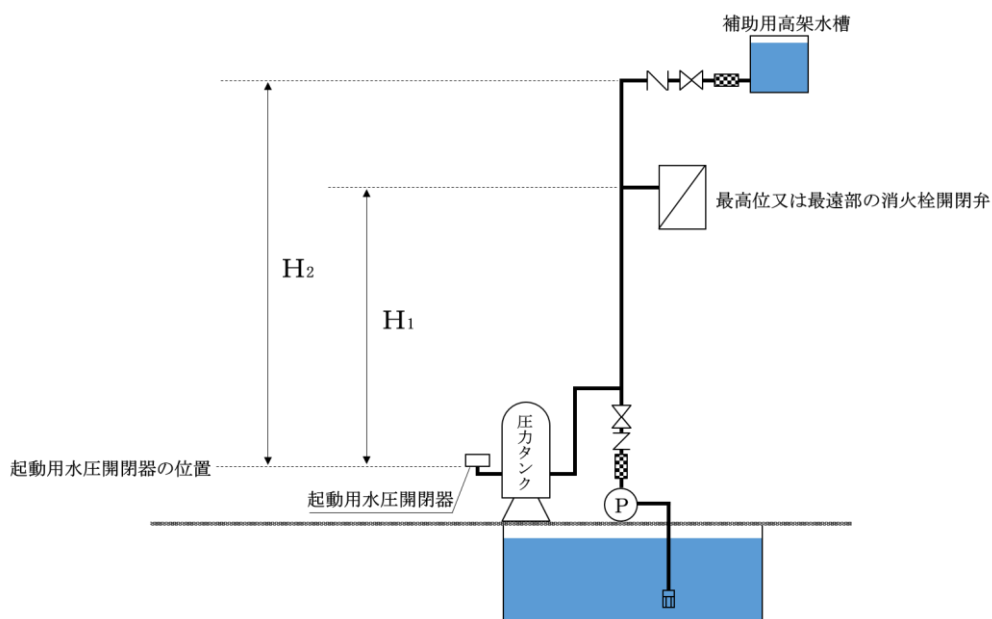 補助用高架水槽
最高位又は最遠部の消火栓開閉弁
H₂
H₁
圧力タンク
起動用水圧開閉器の位置
起動用水圧開閉器
P